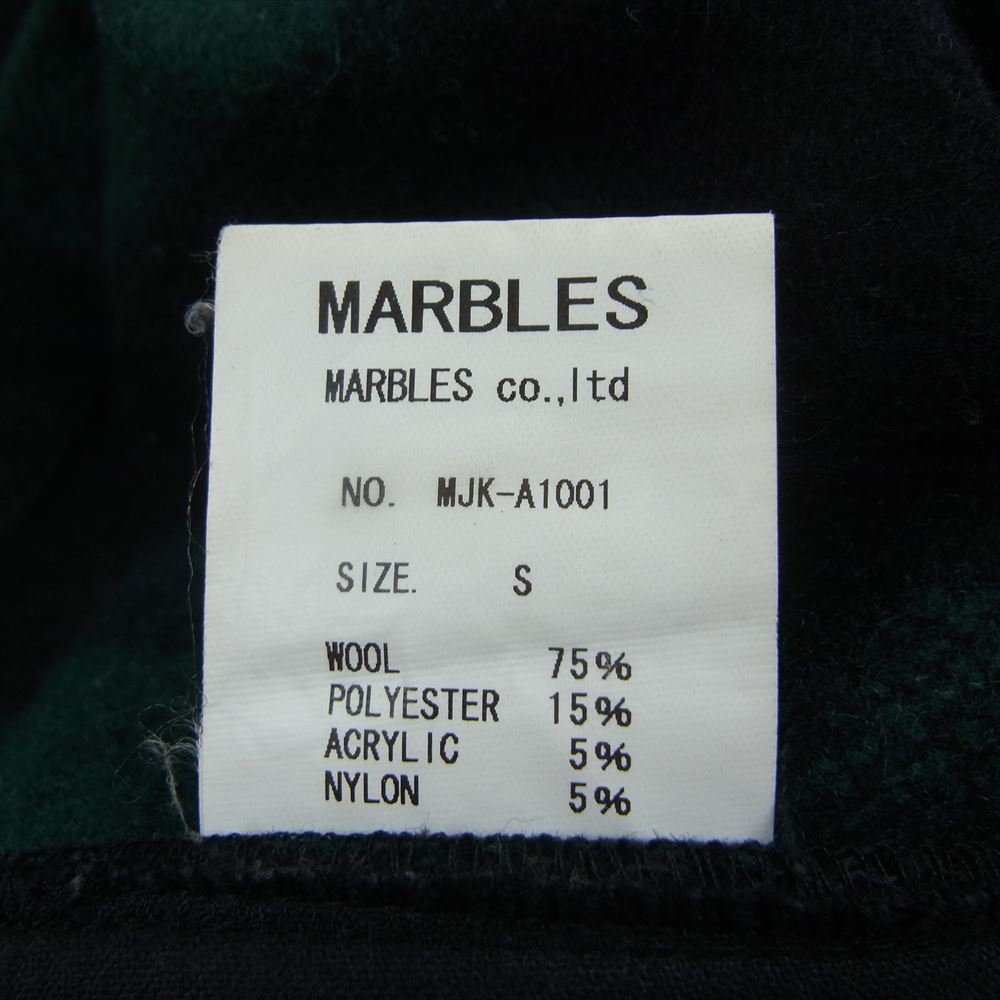 MARBLES
MARBLES co.,ltd
NO. MJK-A1001
SIZE. S
WOOL 75%
POLYESTER 15%
ACRYLIC 5%
NYLON 5%